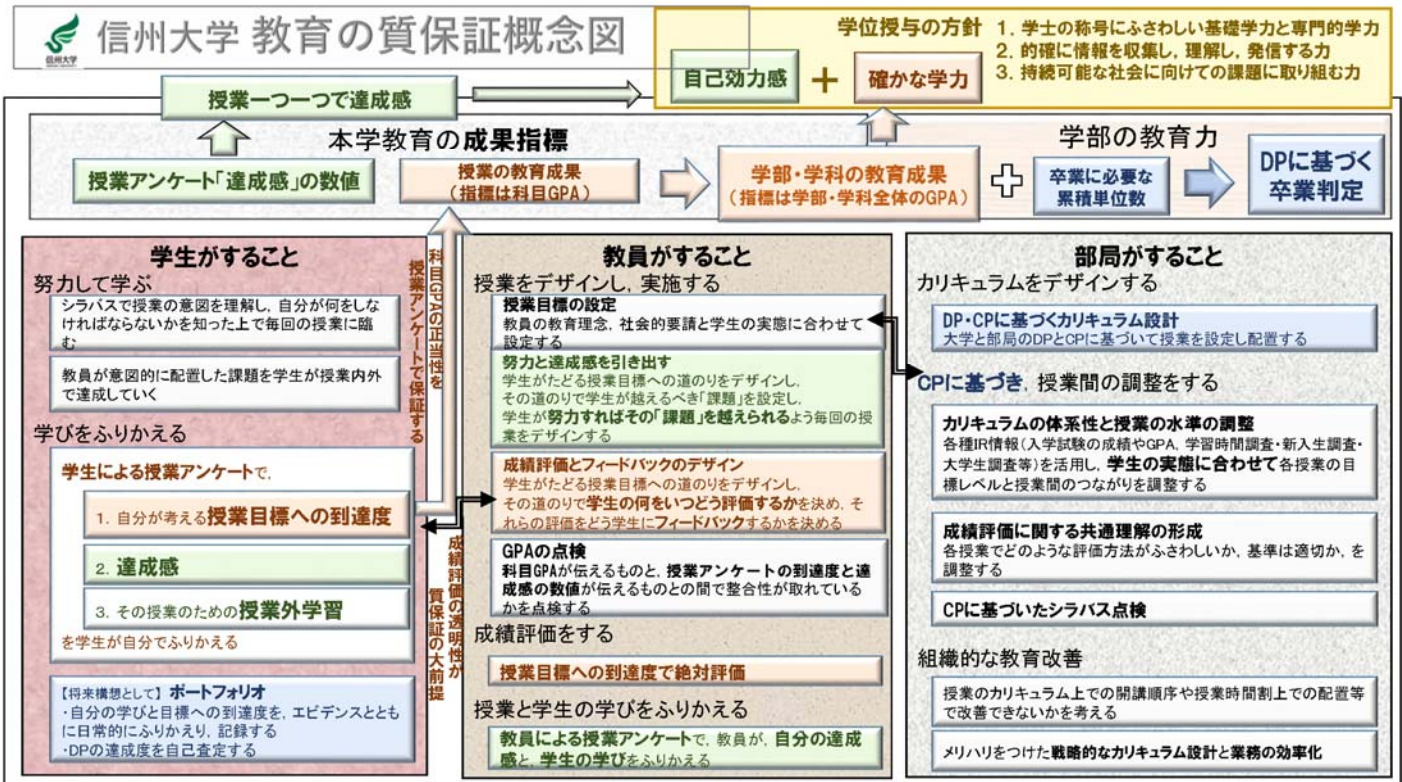 信州大学
信州大学 教育の質保証概念図
学位授与の方針
1. 学士の称号にふさわしい基礎学力と専門的学力
2. 的確に情報を収集し,理解し,発信する力
3. 持続可能な社会に向けての課題に取り組む力
自己効力感
+
確かな学力
授業一つ一つで達成感
本学教育の成果指標
学部の教育力
授業アンケート「達成感」の数値
授業の教育成果
(指標は科目GPA)
学部・学科の教育成果
(指標は学部・学科全体のGPA)
卒業に必要な
累積単位数
DPに基づく
卒業判定
学生がすること
努力して学ぶ
シラバスで授業の意図を理解し,自分が何をしな
ければならないかを知った上で毎回の授業に臨
む
教員が意図的に配置した課題を学生が授業内外
で達成していく
学びをふりかえる
学生による授業アンケートで,
1. 自分が考える授業目標への到達度
2. 達成感
3. その授業のための授業外学習
を学生が自分でふりかえる
【将来構想として】 ポートフォリオ
・自分の学びと目標への到達度を,エビデンスととも
に日常的にふりかえり,記録する
・DPの達成度を自己査定する
科目GPAの正当性を
授業アンケートで保証する
成績評価の透明性が
質保証の大前提
教員がすること
授業をデザインし,実施する
授業目標の設定
教員の教育理念,社会的要請と学生の実態に合わせて
設定する
努力と達成感を引き出す
学生がたどる授業目標への道のりをデザインし,
その道のりで学生が越えるべき「課題」を設定し,
学生が努力すればその「課題」を越えられるよう毎回の授
業をデザインする
成績評価とフィードバックのデザイン
学生がたどる授業目標への道のりをデザインし,
その道のりで学生の何をいつどう評価するかを決め,そ
れらの評価をどう学生にフィードバックするかを決める
GPAの点検
科目GPAが伝えるものと,授業アンケートの到達度と達
成感の数値が伝えるものとの間で整合性が取れている
かを点検する
成績評価をする
授業目標への到達度で絶対評価
授業と学生の学びをふりかえる
教員による授業アンケートで,教員が,自分の達成
感と,学生の学びをふりかえる
部局がすること
カリキュラムをデザインする
DP・CPに基づくカリキュラム設計
大学と部局のDPとCPに基づいて授業を設定し配置する
CPに基づき,授業間の調整をする
カリキュラムの体系性と授業の水準の調整
各種IR情報(入学試験の成績やGPA,学習時間調査・新入生調査・
大学生調査等)を活用し,学生の実態に合わせて各授業の目
標レベルと授業間のつながりを調整する
成績評価に関する共通理解の形成
各授業でどのような評価方法がふさわしいか,基準は適切か,を
調整する
CPに基づいたシラバス点検
組織的な教育改善
授業のカリキュラム上での開講順序や授業時間割上での配置等
で改善できないかを考える
メリハリをつけた戦略的なカリキュラム設計と業務の効率化